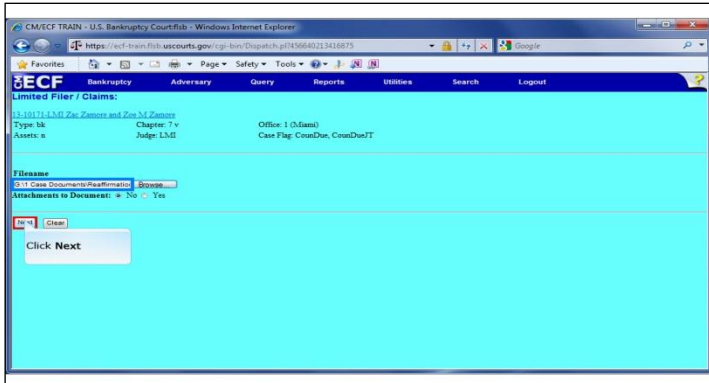 CM/ECF TRAIN - U.S. Bankruptcy Court:flsb - Windows Internet Explorer
https://ecf-train.flsb.uscourts.gov/cgi-bin/Dispatch.pl?456640213416875
Google
Favorites Page Safety Tools
ECF Bankruptcy Adversary Query Reports Utilities Search Logout ?
Limited Filer / Claims:
13-10171-LMI Zac Zamore and Zoe M Zamore
Type: bk Chapter: 7 v Office: 1 (Miami)
Assets: n Judge: LMI Case Flag: CounDue, CounDueJT
Filename
G:\1 Case Documents\Reaffirmation Browse...
Attachments to Document: No Yes
Next Clear
Click Next